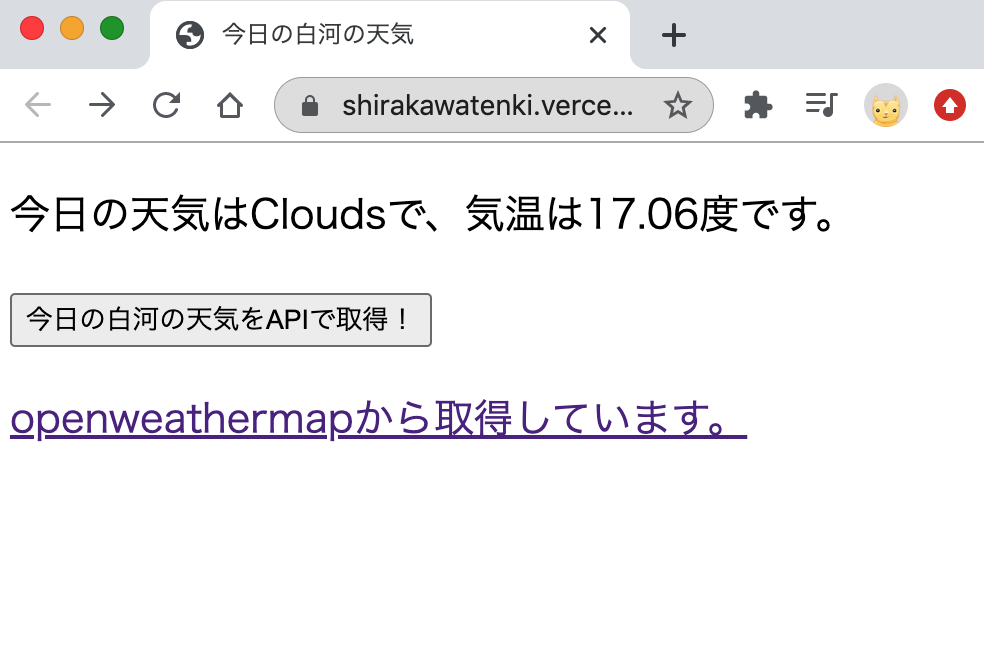 今日の白河の天気
shirakawatenki.verce...
今日の天気はCloudsで、気温は17.06度です。
今日の白河の天気をAPIで取得！
openweathermapから取得しています。